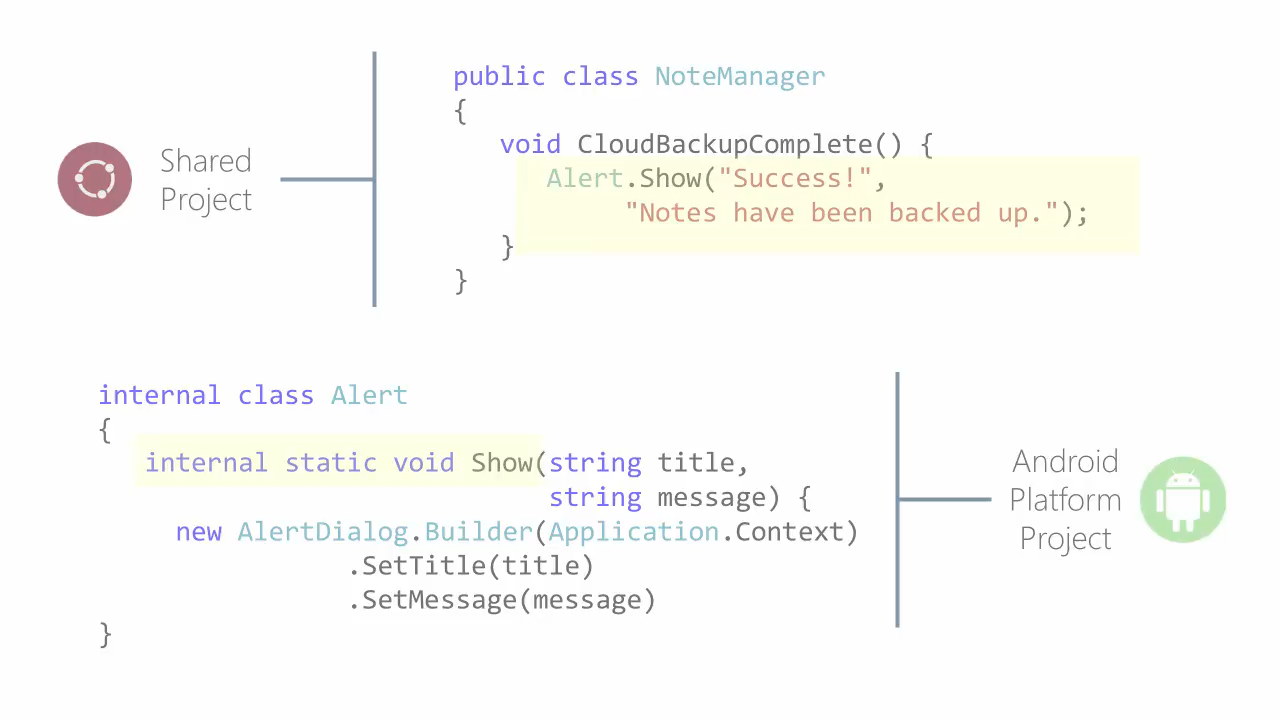 public class NoteManager
{
void CloudBackupComplete() {
Alert.Show("Success!",
"Notes have been backed up.");
}
}
Shared
Project
internal class Alert
{
internal static void Show(string title,
string message) {
new AlertDialog.Builder(Application.Context)
.SetTitle(title)
.SetMessage(message)
}
Android
Platform
Project